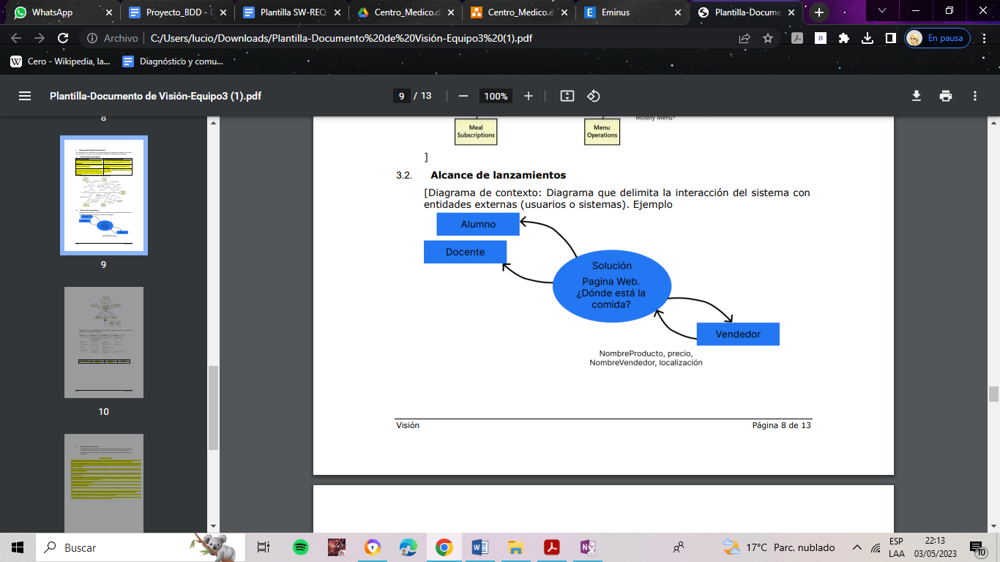 WhatsApp
Proyecto_BDD - D
Plantilla SW-REQ
Centro_Medico.d
Centro_Medico.d
Eminus
Plantilla-Docume
En pausa
Archivo
C:/Users/lucio/Downloads/Plantilla-Documento%20de%20Visión-Equipo3%20(1).pdf
Cero - Wikipedia, la...
Diagnóstico y comu...
Plantilla-Documento de Visión-Equipo3 (1).pdf
9 / 13
100%
8
9
10
Meal
Subscriptions
Menu
Operations
Modify Menu
]
3.2. Alcance de lanzamientos
[Diagrama de contexto: Diagrama que delimita la interacción del sistema con
entidades externas (usuarios o sistemas). Ejemplo
Alumno
Docente
Solución
Pagina Web.
¿Dónde está la
comida?
Vendedor
NombreProducto, precio,
NombreVendedor, localización
Visión
Página 8 de 13
Buscar
17°C Parc. nublado
ESP
LAA
22:13
03/05/2023
10